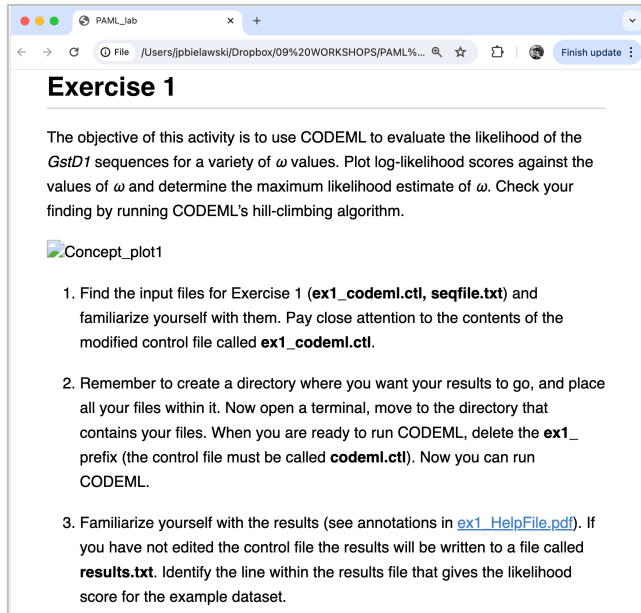 PAML_lab
File /Users/jpbielawski/Dropbox/09%20WORKSHOPS/PAML%... Finish update
Exercise 1
The objective of this activity is to use CODEML to evaluate the likelihood of the
GstD1 sequences for a variety of ω values. Plot log-likelihood scores against the
values of ω and determine the maximum likelihood estimate of ω. Check your
finding by running CODEML’s hill-climbing algorithm.
Concept_plot1
1. Find the input files for Exercise 1 (ex1_codeml.ctl, seqfile.txt) and
familiarize yourself with them. Pay close attention to the contents of the
modified control file called ex1_codeml.ctl.
2. Remember to create a directory where you want your results to go, and place
all your files within it. Now open a terminal, move to the directory that
contains your files. When you are ready to run CODEML, delete the ex1_
prefix (the control file must be called codeml.ctl). Now you can run
CODEML.
3. Familiarize yourself with the results (see annotations in ex1_HelpFile.pdf). If
you have not edited the control file the results will be written to a file called
results.txt. Identify the line within the results file that gives the likelihood
score for the example dataset.